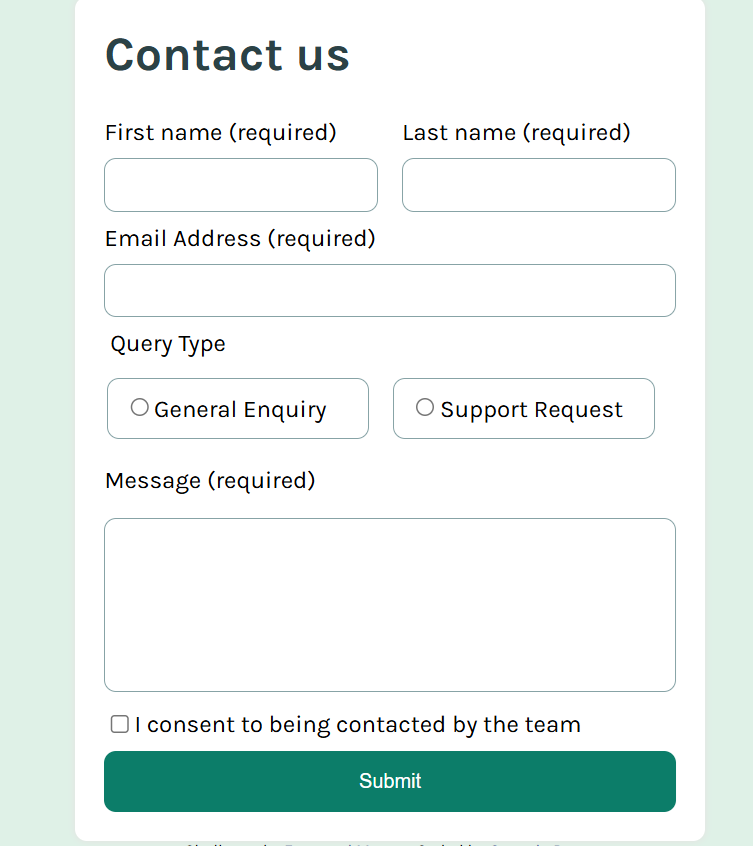 Contact us
First name (required) Last name (required)
Email Address (required)
Query Type
General Enquiry Support Request
Message (required)
I consent to being contacted by the team
Submit